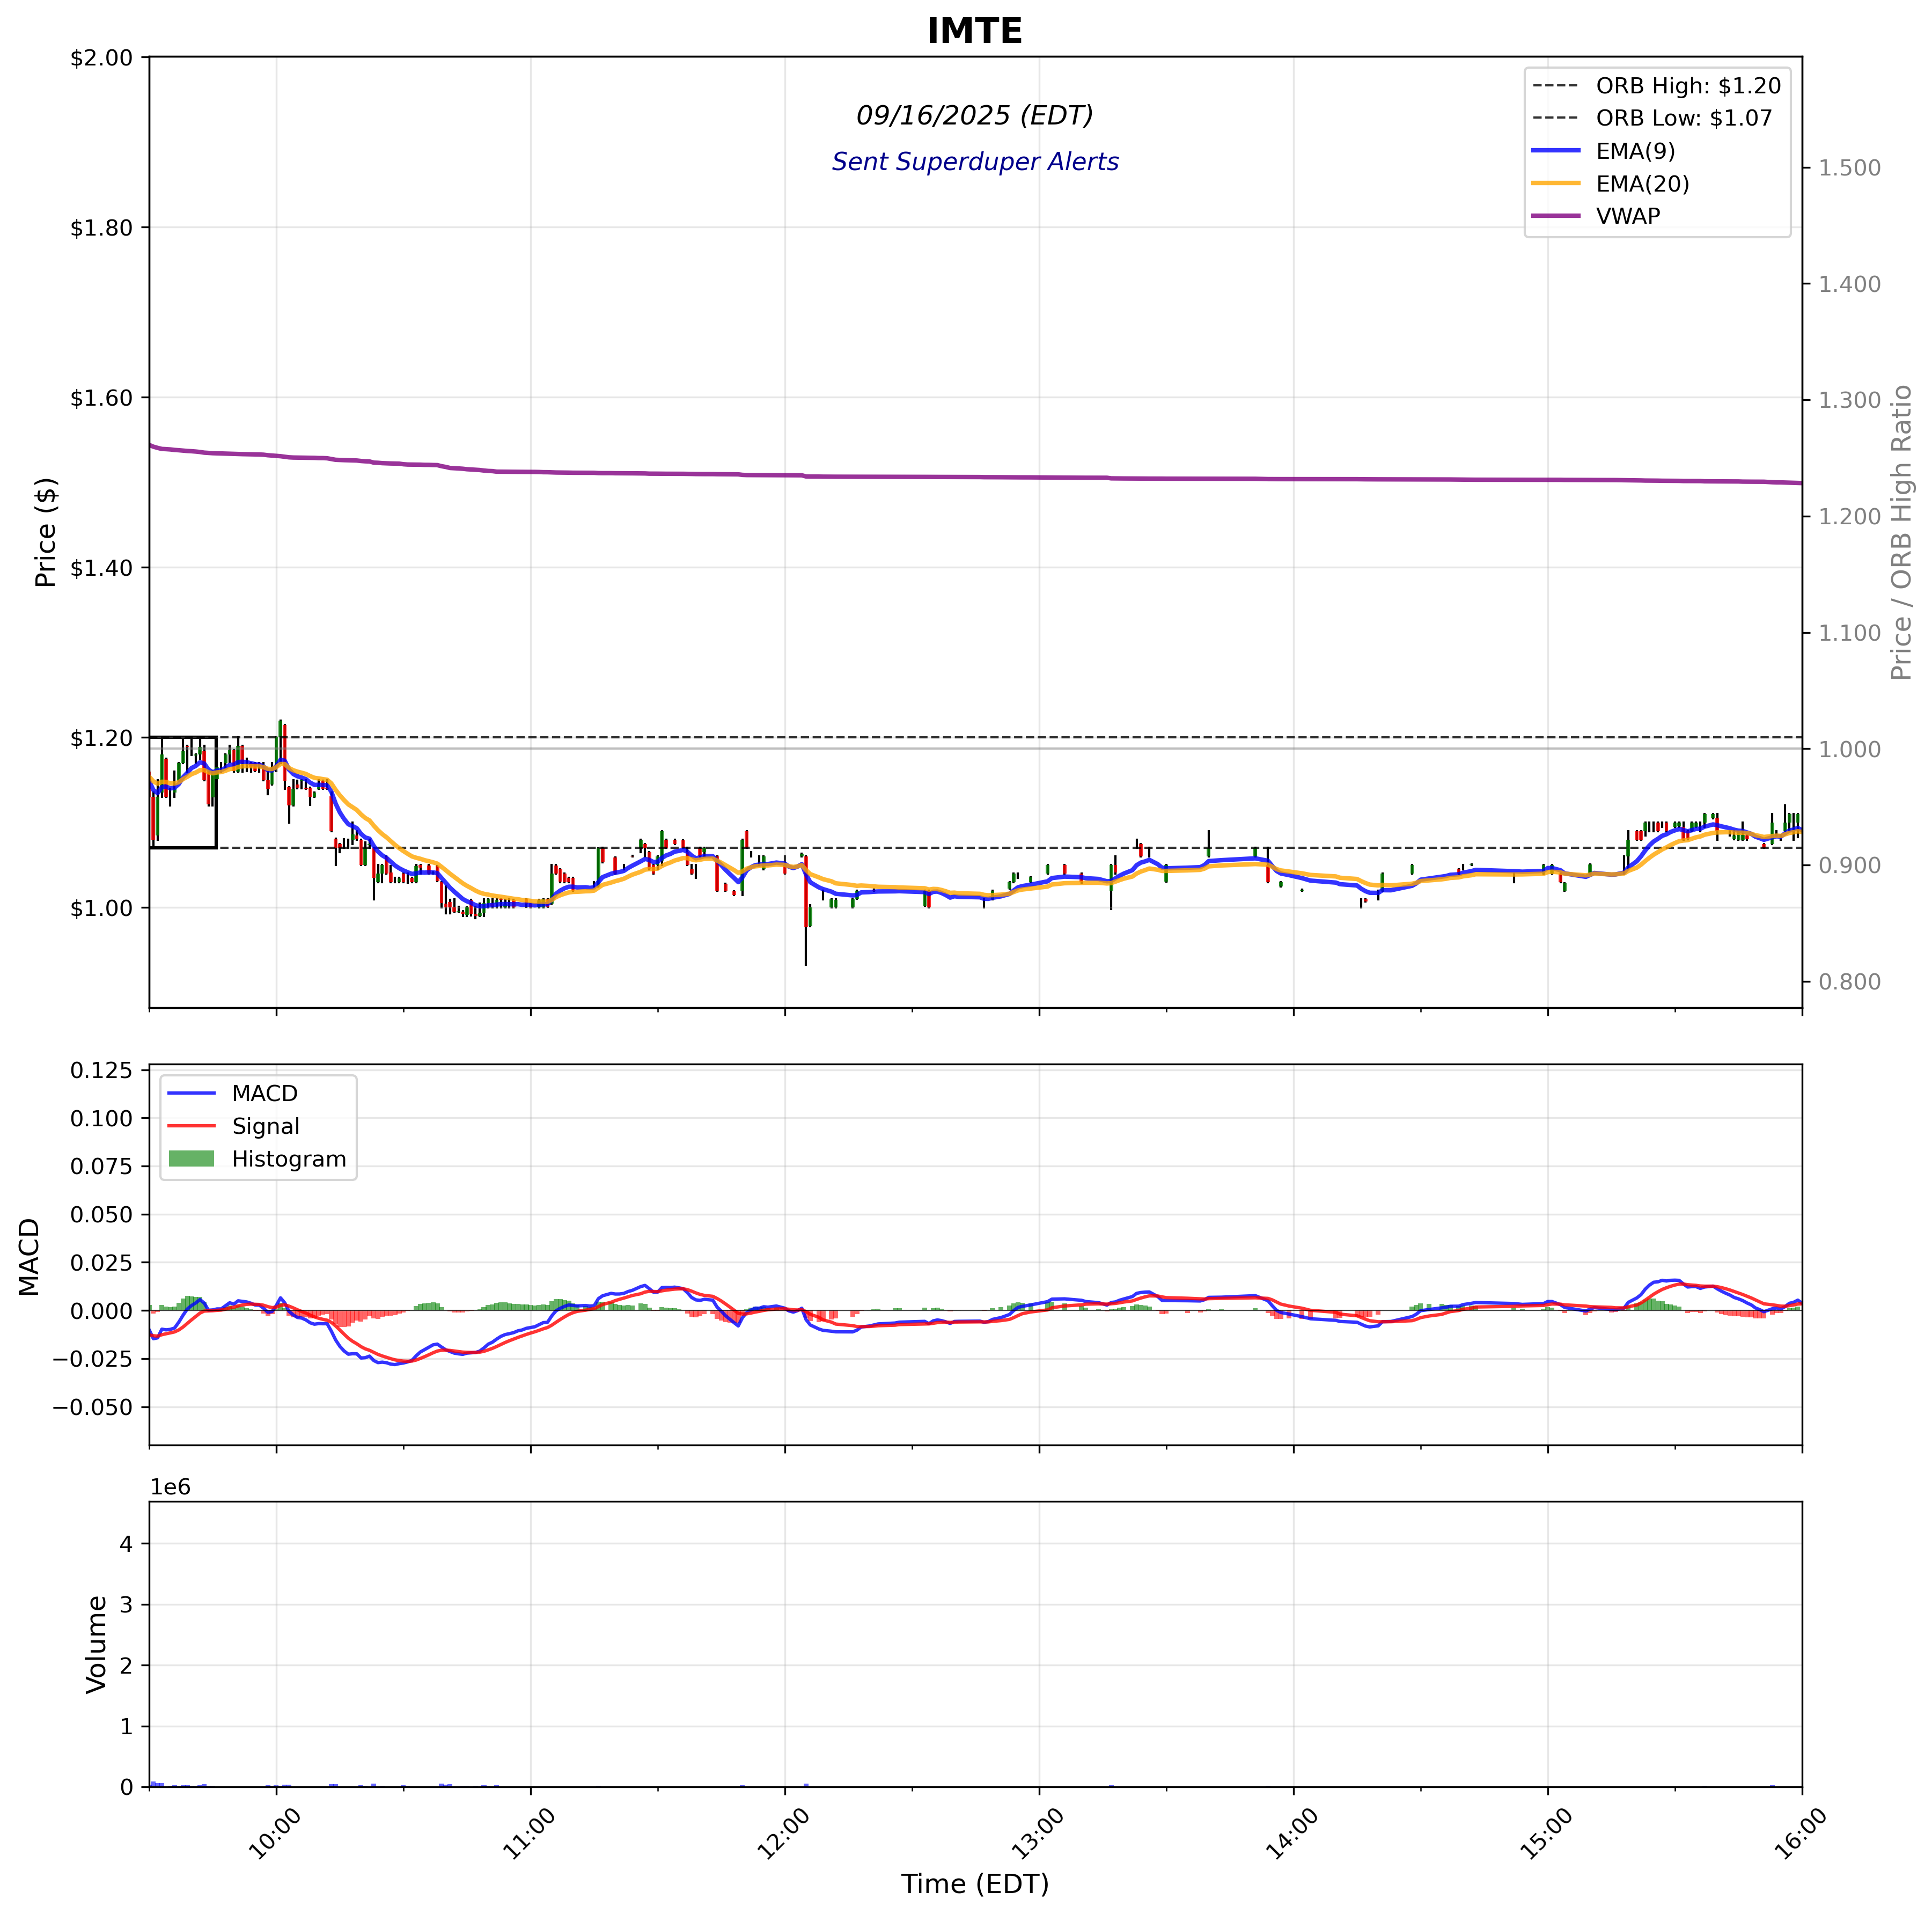 IMTE
09/16/2025 (EDT)
Sent Superduper Alerts
ORB High: $1.20
ORB Low: $1.07
EMA(9)
EMA(20)
VWAP
$2.00
$1.80
$1.60
$1.40
$1.20
$1.00
Price ($)
1.500
1.400
1.300
1.200
1.100
1.000
0.900
0.800
Price / ORB High Ratio
MACD
Signal
Histogram
0.125
0.100
0.075
0.050
0.025
0.000
−0.025
−0.050
MACD
1e6
4
3
2
1
0
Volume
10:00
11:00
12:00
13:00
14:00
15:00
16:00
Time (EDT)